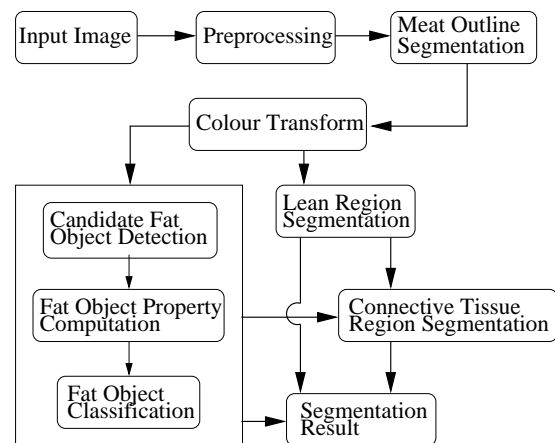 Input Image
Preprocessing
Meat Outline
Segmentation
Colour Transform
Candidate Fat
Object Detection
Lean Region
Segmentation
Fat Object Property
Computation
Connective Tissue
Region Segmentation
Fat Object
Classification
Segmentation
Result